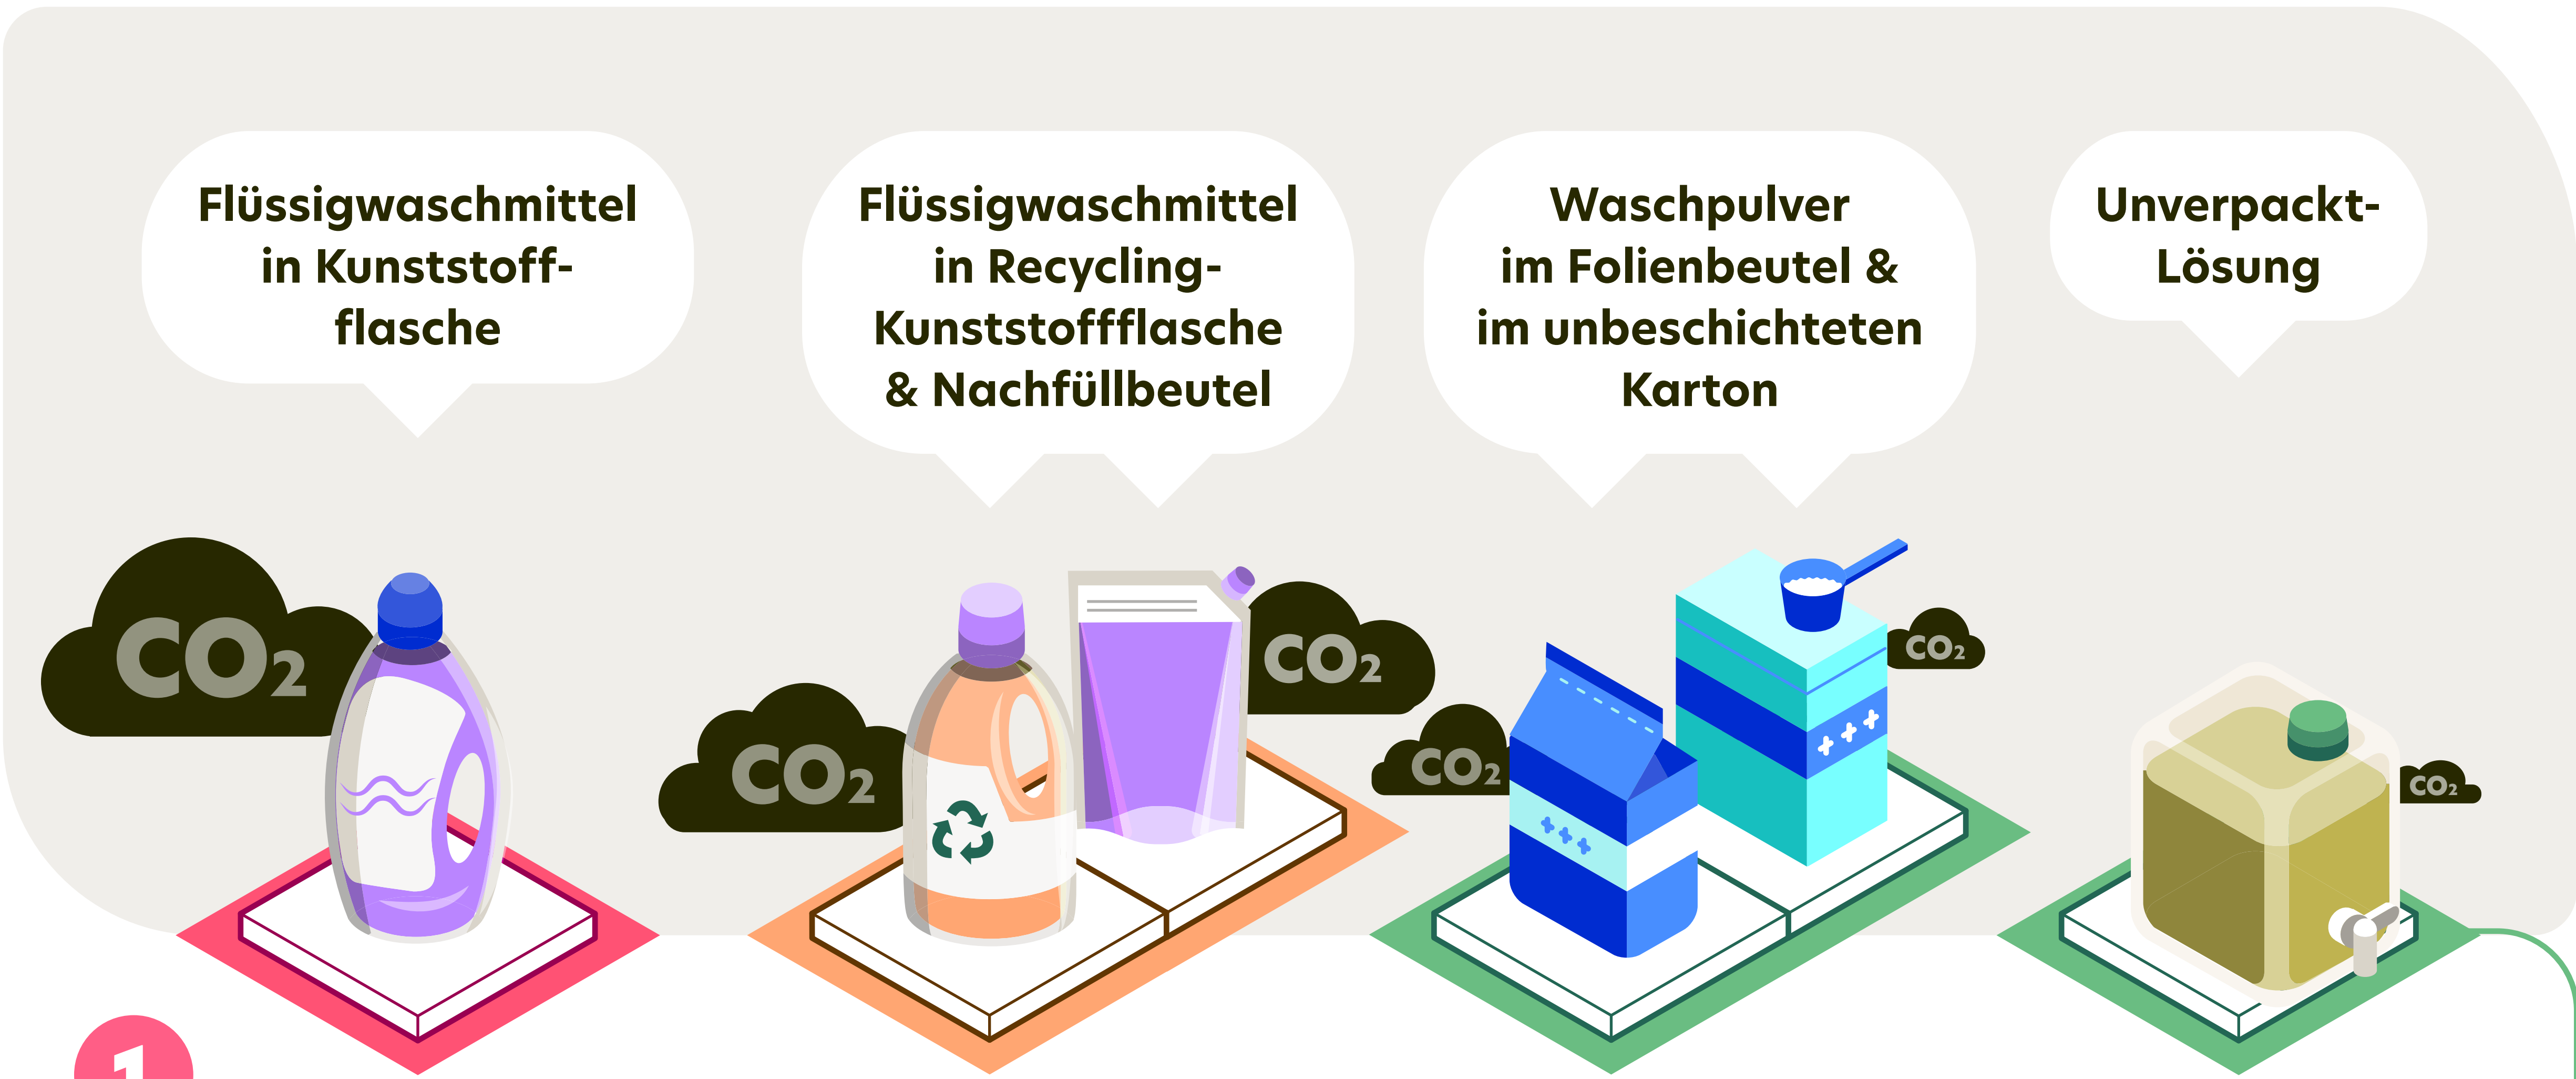 Flüssigwaschmittel
in Kunststoff-
flasche
Flüssigwaschmittel
in Recycling-
Kunststoffflasche
& Nachfüllbeutel
Waschpulver
im Folienbeutel &
im unbeschichteten
Karton
Unverpackt-
Lösung
CO₂
CO₂
CO₂
CO₂
CO₂
CO₂
1